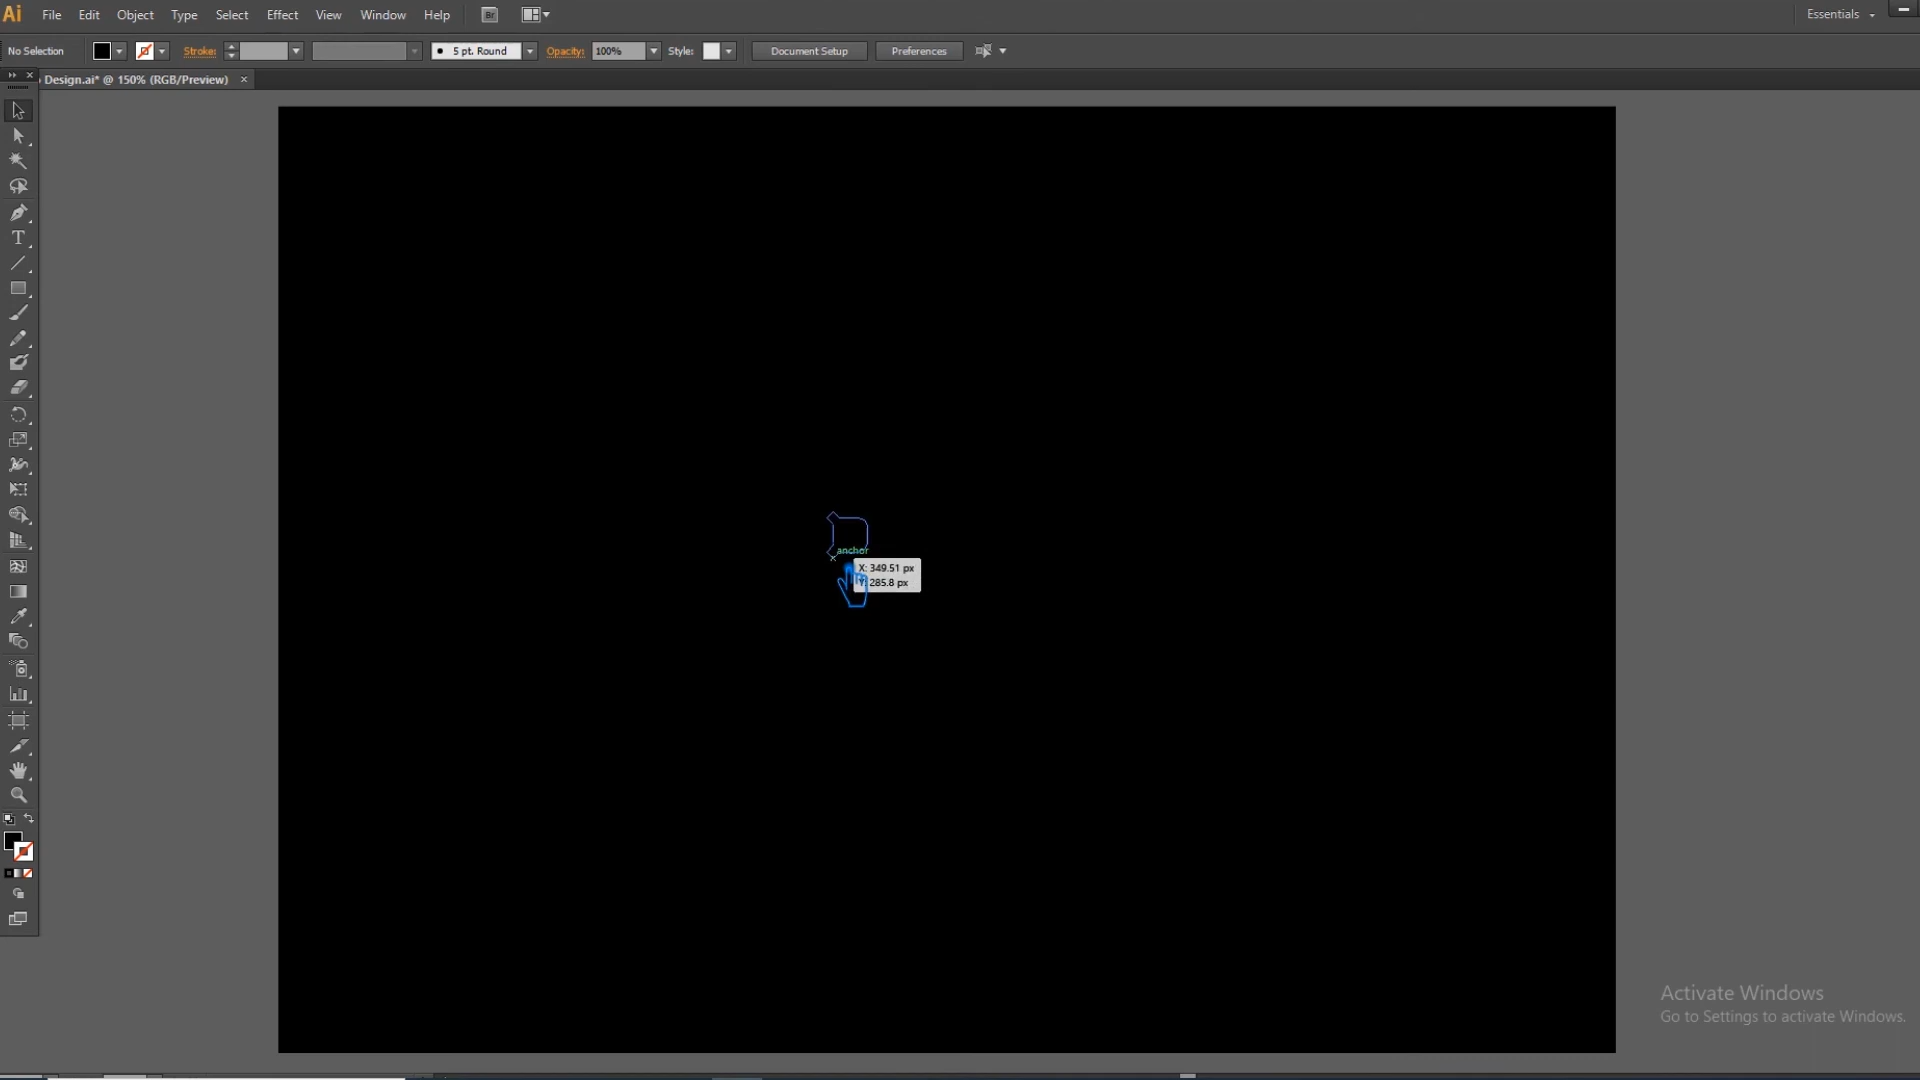 Ai File Edit Object Type Select Effect View Window Help Br Essentials
No Selection Stroke: 5 pt. Round Opacity: 100% Style: Document Setup Preferences
Design.ai* @ 150% (RGB/Preview)
T
anchor
X: 349.51 px
Y: 285.8 px
Activate Windows
Go to Settings to activate Windows.